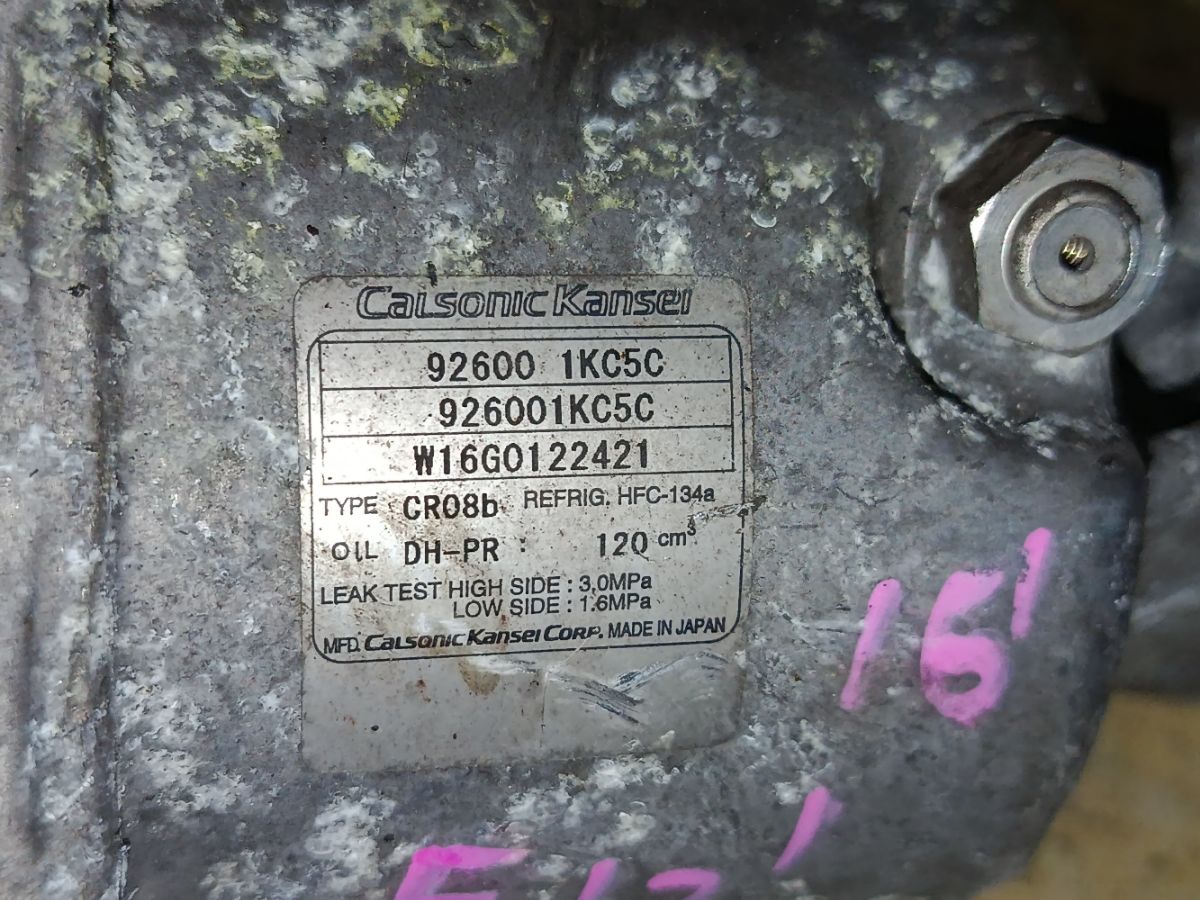 Calsonic Kansei
92600 1KC5C
926001KC5C
W16G0122421
TYPE CR08b REFRIG. HFC-134a
OIL DH-PR : 120 cm³
LEAK TEST HIGH SIDE : 3.0MPa
LOW SIDE : 1.6MPa
MFD. Calsonic Kansei Corp. MADE IN JAPAN
16'